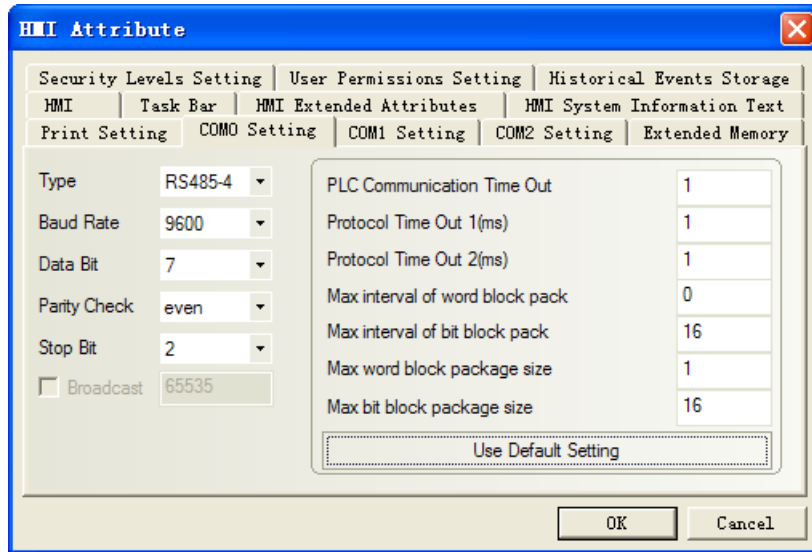 HMI Attribute
Security Levels Setting User Permissions Setting Historical Events Storage
HMI Task Bar HMI Extended Attributes HMI System Information Text
Print Setting COM0 Setting COM1 Setting COM2 Setting Extended Memory
Type RS485-4
Baud Rate 9600
Data Bit 7
Parity Check even
Stop Bit 2
Broadcast 65535
PLC Communication Time Out 1
Protocol Time Out 1(ms) 1
Protocol Time Out 2(ms) 1
Max interval of word block pack 0
Max interval of bit block pack 16
Max word block package size 1
Max bit block package size 16
Use Default Setting
OK Cancel